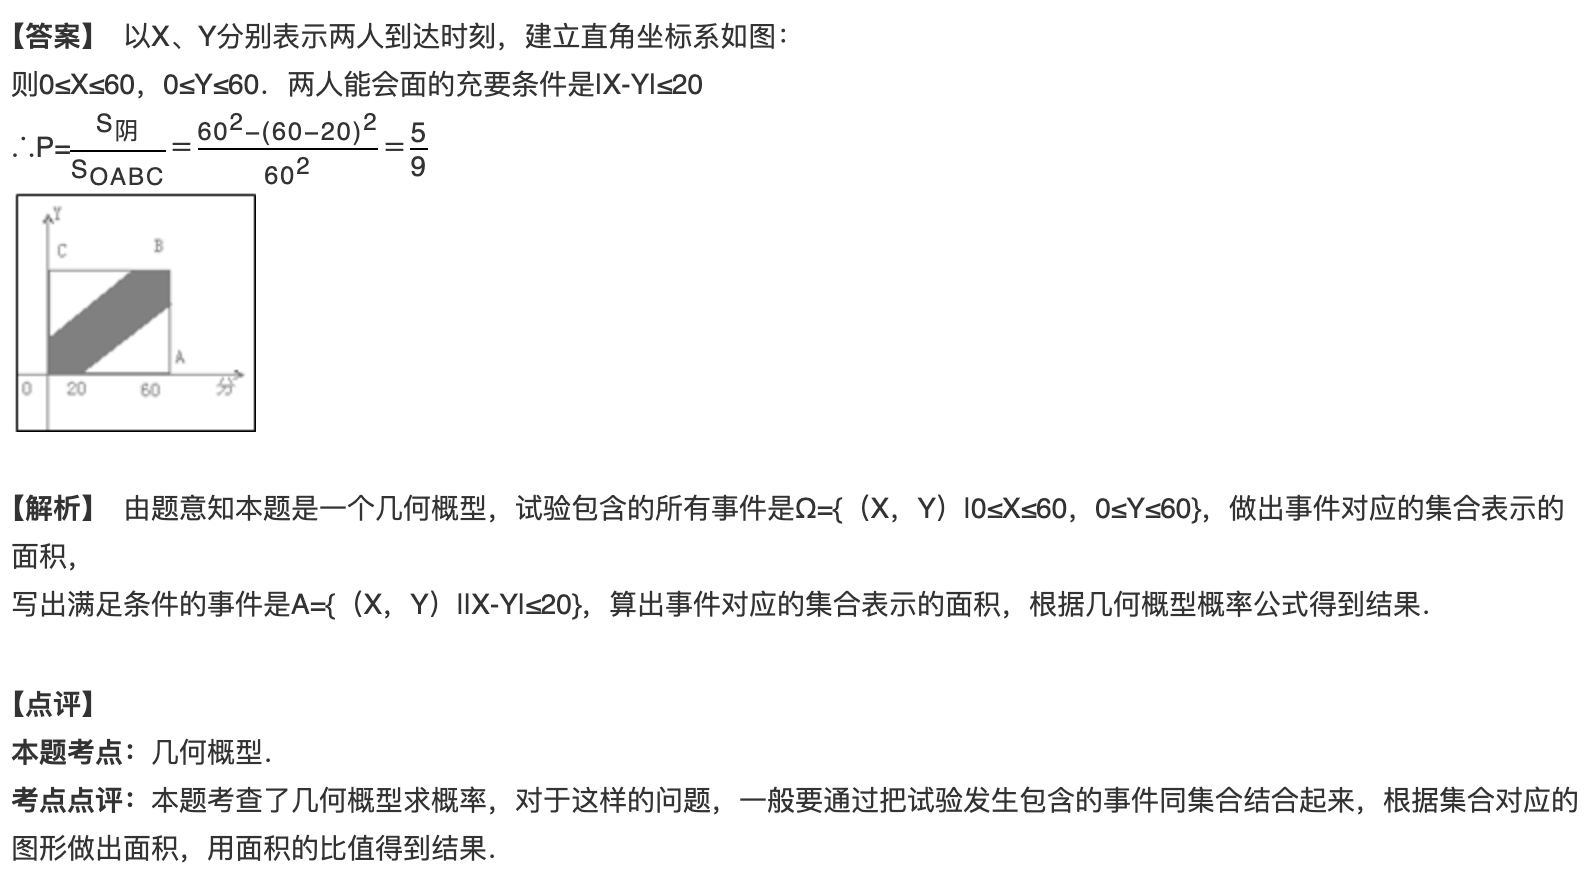 【答案】 以X、Y分别表示两人到达时刻，建立直角坐标系如图：
则0≤X≤60，0≤Y≤60．两人能会面的充要条件是|X-Y|≤20
∴P=S阴/SOABC=60²−(60−20)²/60²=5/9
Y
C B
A
0 20 60 分
【解析】 由题意知本题是一个几何概型，试验包含的所有事件是Ω={（X，Y）|0≤X≤60，0≤Y≤60}，做出事件对应的集合表示的
面积，
写出满足条件的事件是A={（X，Y）||X-Y|≤20}，算出事件对应的集合表示的面积，根据几何概型概率公式得到结果．
【点评】
本题考点：几何概型．
考点点评：本题考查了几何概型求概率，对于这样的问题，一般要通过把试验发生包含的事件同集合结合起来，根据集合对应的
图形做出面积，用面积的比值得到结果．